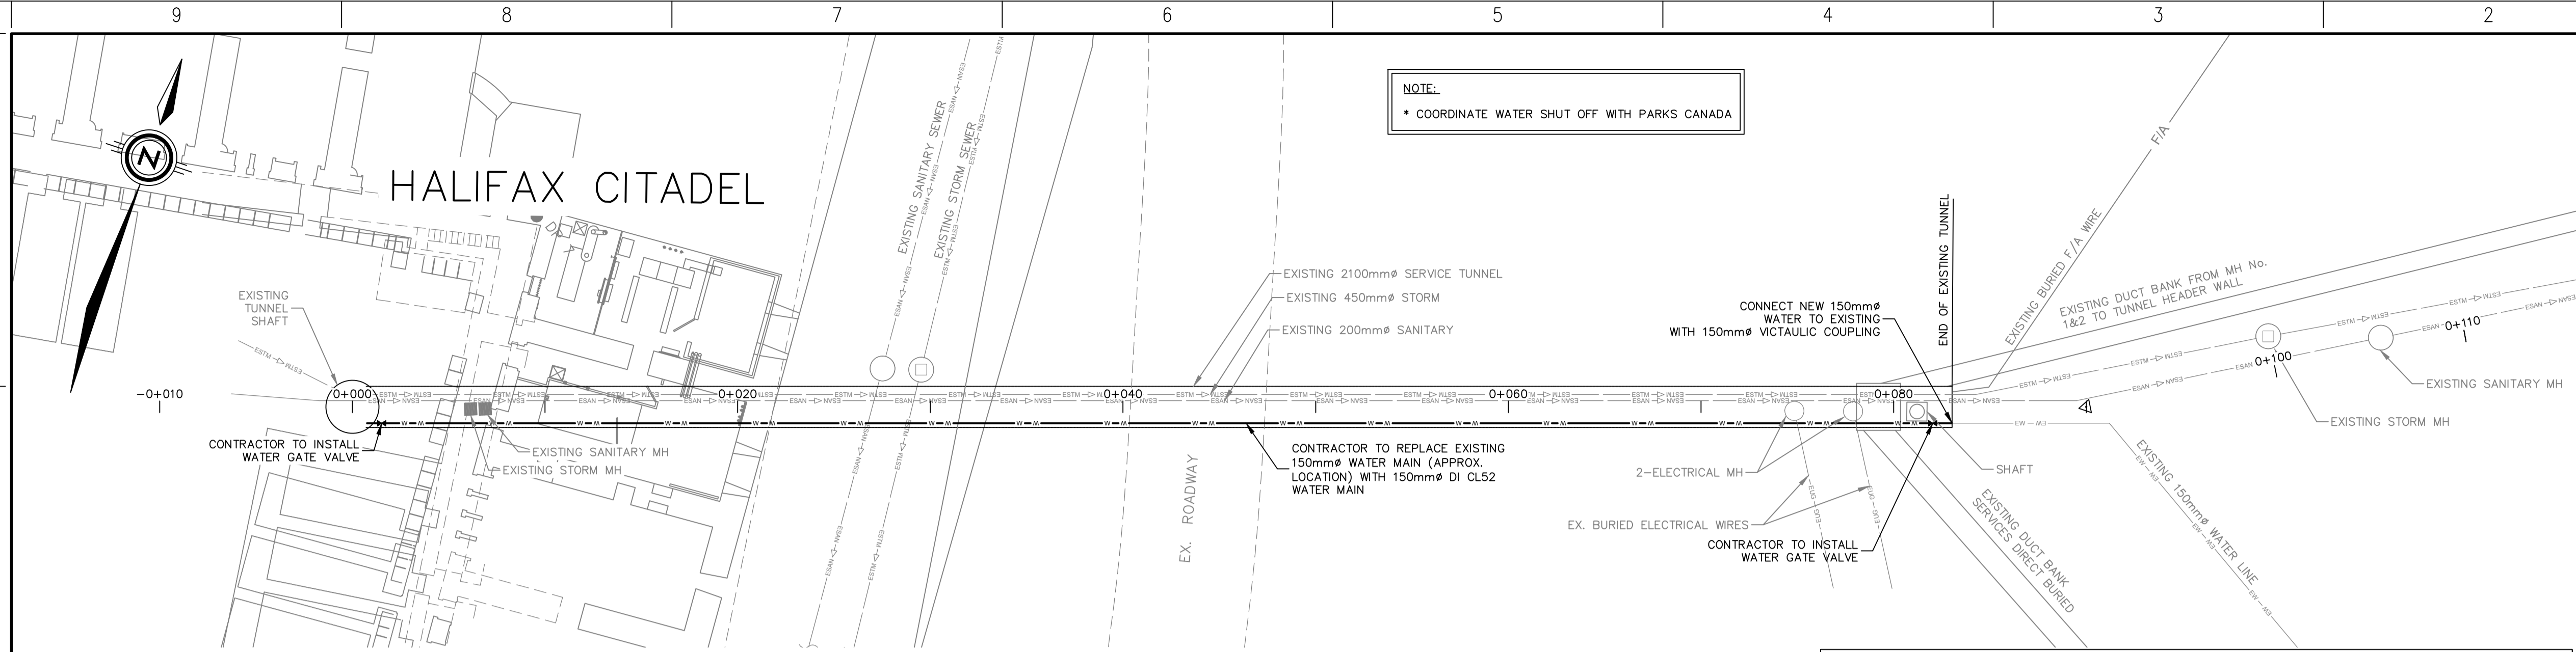 9
8
7
6
5
4
3
2
N
HALIFAX CITADEL
NOTE:
* COORDINATE WATER SHUT OFF WITH PARKS CANADA
EXISTING SANITARY SEWER
EXISTING STORM SEWER
EXISTING
TUNNEL
SHAFT
EXISTING 2100mmø SERVICE TUNNEL
EXISTING 450mmø STORM
EXISTING 200mmø SANITARY
CONNECT NEW 150mmø
WATER TO EXISTING
WITH 150mmø VICTAULIC COUPLING
END OF EXISTING TUNNEL
F/A
EXISTING BURIED F/A WIRE
EXISTING DUCT BANK FROM MH No.
1&2 TO TUNNEL HEADER WALL
-0+010
0+000
0+020
0+040
0+060
0+080
0+100
0+110
CONTRACTOR TO INSTALL
WATER GATE VALVE
EXISTING SANITARY MH
EXISTING STORM MH
CONTRACTOR TO REPLACE EXISTING
150mmø WATER MAIN (APPROX.
LOCATION) WITH 150mmø DI CL52
WATER MAIN
EX. ROADWAY
2-ELECTRICAL MH
EX. BURIED ELECTRICAL WIRES
CONTRACTOR TO INSTALL
WATER GATE VALVE
SHAFT
EXISTING DUCT BANK
SERVICES DIRECT BURIED
EXISTING 150mmø WATER LINE
EXISTING SANITARY MH
EXISTING STORM MH
ESTM
ESAN
W
EW
EUG